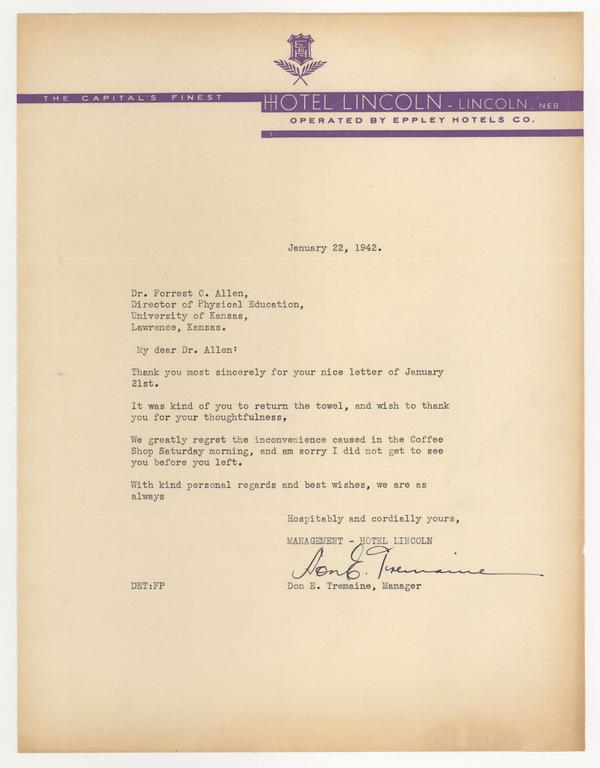 THE CAPITAL'S FINEST
HOTEL LINCOLN - LINCOLN, NEB
OPERATED BY EPPLEY HOTELS CO.
January 22, 1942.
Dr. Forrest C. Allen,
Director of Physical Education,
University of Kansas,
Lawrence, Kansas.
My dear Dr. Allen:
Thank you most sincerely for your nice letter of January
21st.
It was kind of you to return the towel, and wish to thank
you for your thoughtfulness,
We greatly regret the inconvenience caused in the Coffee
Shop Saturday morning, and am sorry I did not get to see
you before you left.
With kind personal regards and best wishes, we are as
always
Hospitably and cordially yours,
MANAGEMENT - HOTEL LINCOLN
Don E. Tremaine
DET:FP Don E. Tremaine, Manager